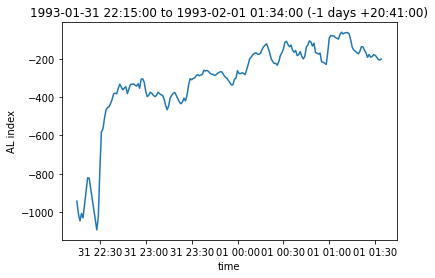 1993-01-31 22:15:00 to 1993-02-01 01:34:00 (-1 days +20:41:00)
−200
−400
−600
−800
−1000
AL index
31 22:30 31 23:00 31 23:30 01 00:00 01 00:30 01 01:00 01 01:30
time